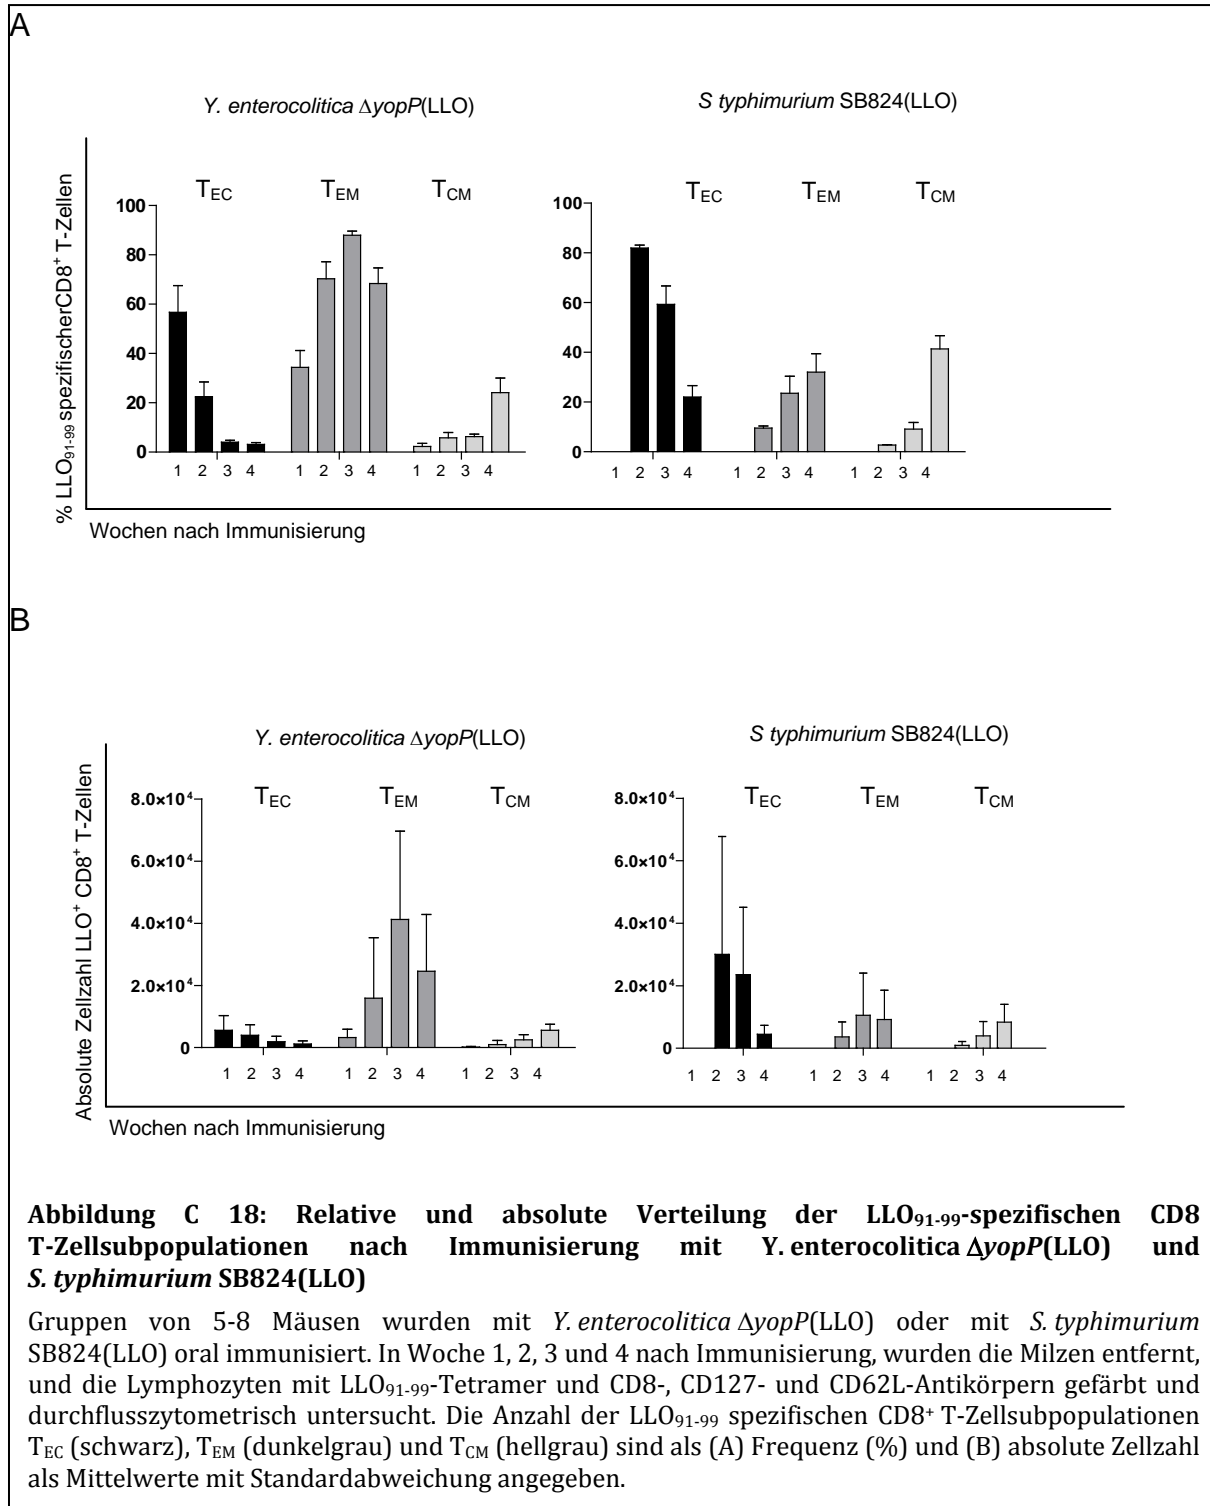 A
Y. enterocolitica ΔyopP(LLO)
S typhimurium SB824(LLO)
% LLO91-99 spezifischerCD8+ T-Zellen
TEC TEM TCM
100
80
60
40
20
0
1 2 3 4 1 2 3 4 1 2 3 4
TEC TEM TCM
100
80
60
40
20
0
1 2 3 4 1 2 3 4 1 2 3 4
Wochen nach Immunisierung
B
Y. enterocolitica ΔyopP(LLO)
S typhimurium SB824(LLO)
Absolute Zellzahl LLO+ CD8+ T-Zellen
TEC TEM TCM
8.0×10⁴
6.0×10⁴
4.0×10⁴
2.0×10⁴
0
1 2 3 4 1 2 3 4 1 2 3 4
TEC TEM TCM
8.0×10⁴
6.0×10⁴
4.0×10⁴
2.0×10⁴
0
1 2 3 4 1 2 3 4 1 2 3 4
Wochen nach Immunisierung
Abbildung C 18: Relative und absolute Verteilung der LLO91-99-spezifischen CD8
T-Zellsubpopulationen nach Immunisierung mit Y. enterocolitica ΔyopP(LLO) und
S. typhimurium SB824(LLO)
Gruppen von 5-8 Mäusen wurden mit Y. enterocolitica ΔyopP(LLO) oder mit S. typhimurium
SB824(LLO) oral immunisiert. In Woche 1, 2, 3 und 4 nach Immunisierung, wurden die Milzen entfernt,
und die Lymphozyten mit LLO91-99-Tetramer und CD8-, CD127- und CD62L-Antikörpern gefärbt und
durchflusszytometrisch untersucht. Die Anzahl der LLO91-99 spezifischen CD8+ T-Zellsubpopulationen
TEC (schwarz), TEM (dunkelgrau) und TCM (hellgrau) sind als (A) Frequenz (%) und (B) absolute Zellzahl
als Mittelwerte mit Standardabweichung angegeben.